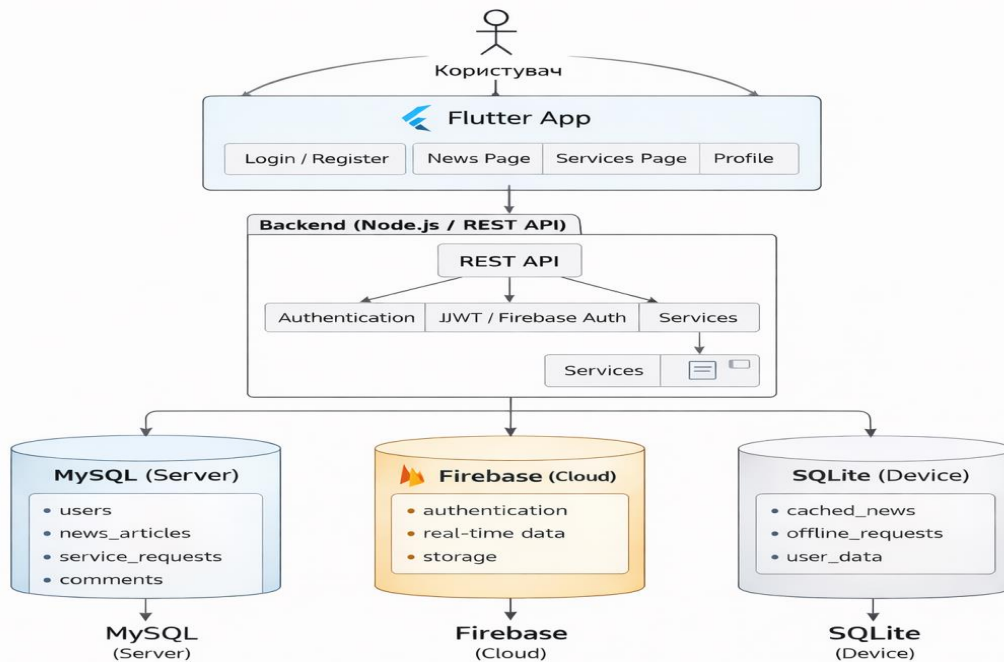 Користувач
Flutter App
Login / Register
News Page
Services Page
Profile
Backend (Node.js / REST API)
REST API
Authentication
JJWT / Firebase Auth
Services
Services
MySQL (Server)
• users
• news_articles
• service_requests
• comments
Firebase (Cloud)
• authentication
• real-time data
• storage
SQLite (Device)
• cached_news
• offline_requests
• user_data
MySQL
(Server)
Firebase
(Cloud)
SQLite
(Device)